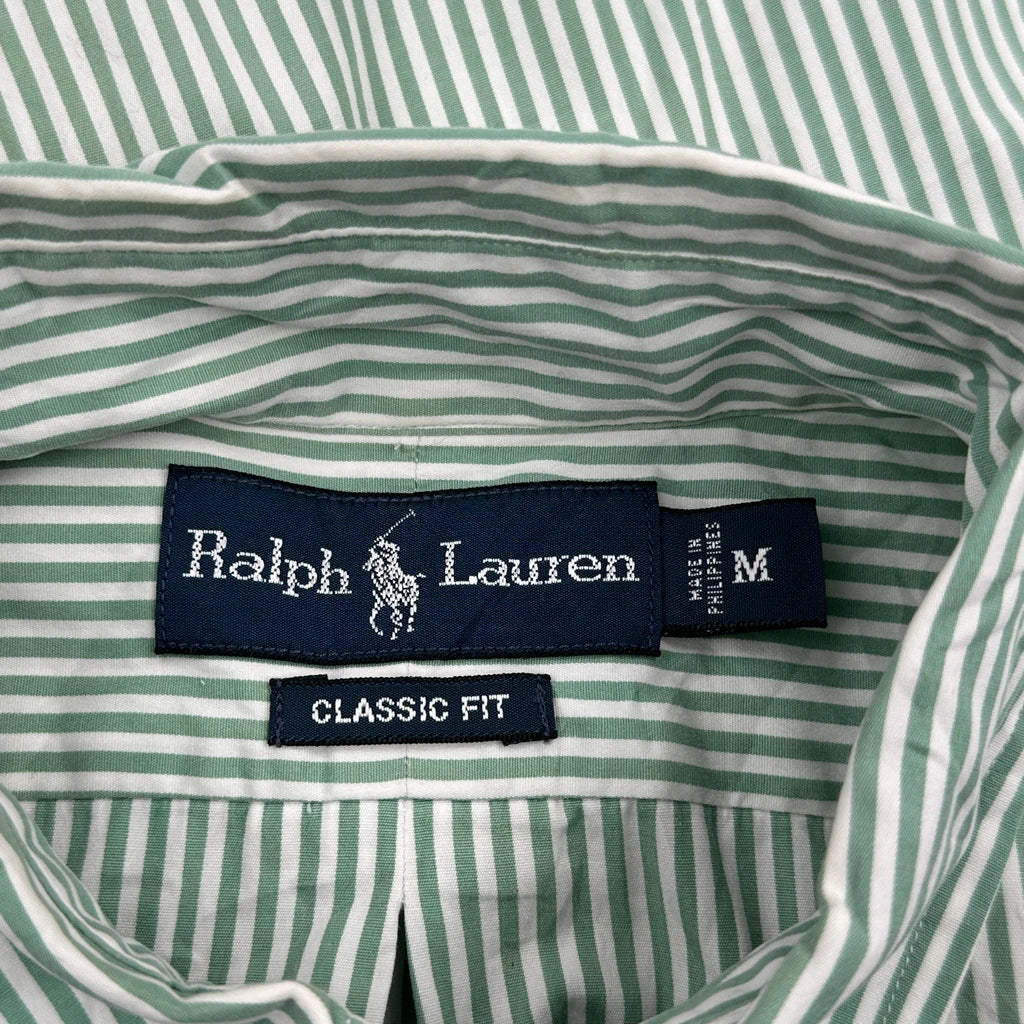 Ralph Lauren
MADE IN
PHILIPPINES
M
CLASSIC FIT